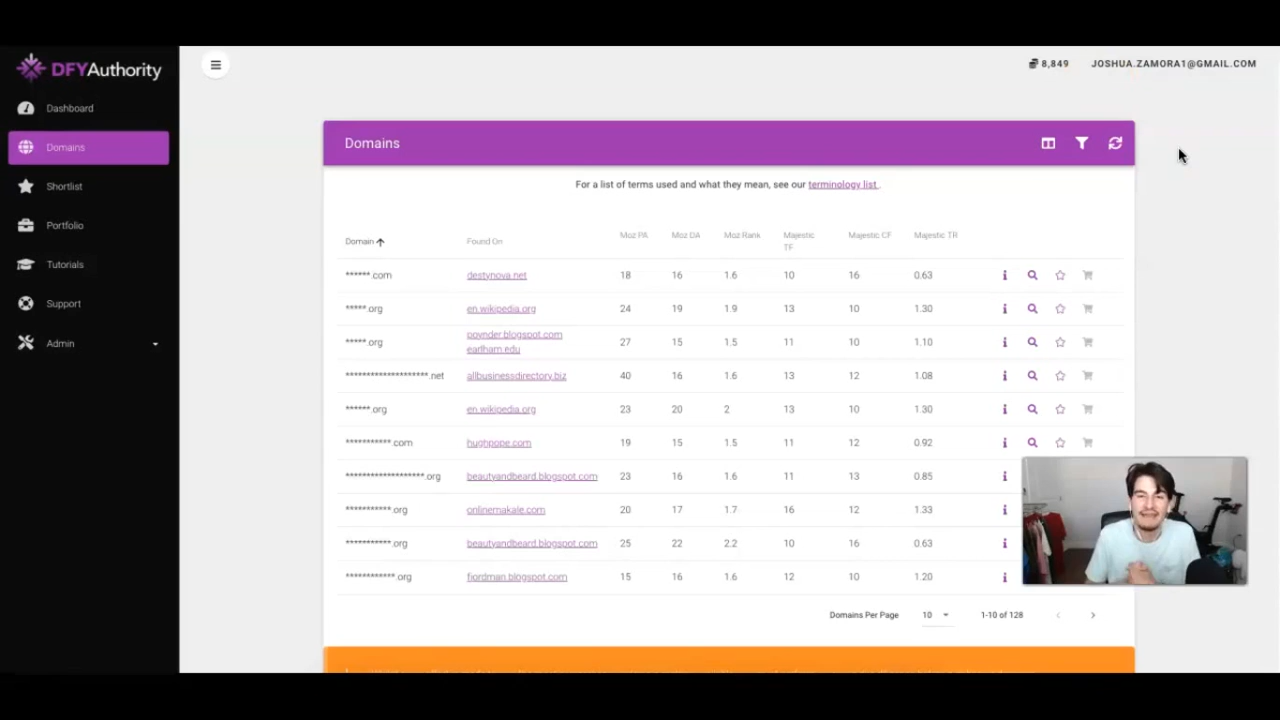 DFYAuthority
8,849 JOSHUA.ZAMORA1@GMAIL.COM
Dashboard
Domains
Shortlist
Portfolio
Tutorials
Support
Admin
Domains
For a list of terms used and what they mean, see our terminology list .
Domain Found On Moz PA Moz DA Moz Rank Majestic TF Majestic CF Majestic TR
******.com destynova.net 18 16 1.6 10 16 0.63
*****.org en.wikipedia.org 24 19 1.9 13 10 1.30
*****.org poynder.blogspot.com earlham.edu 27 15 1.5 11 10 1.10
********************.net allbusinessdirectory.biz 40 16 1.6 13 12 1.08
******.org en.wikipedia.org 23 20 2 13 10 1.30
***********.com hughpope.com 19 15 1.5 11 12 0.92
*******************.org beautyandbeard.blogspot.com 23 16 1.6 11 13 0.85
***********.org onlinemakale.com 20 17 1.7 16 12 1.33
***********.org beautyandbeard.blogspot.com 25 22 2.2 10 16 0.63
************.org fjordman.blogspot.com 15 16 1.6 12 10 1.20
Domains Per Page 10 1-10 of 128